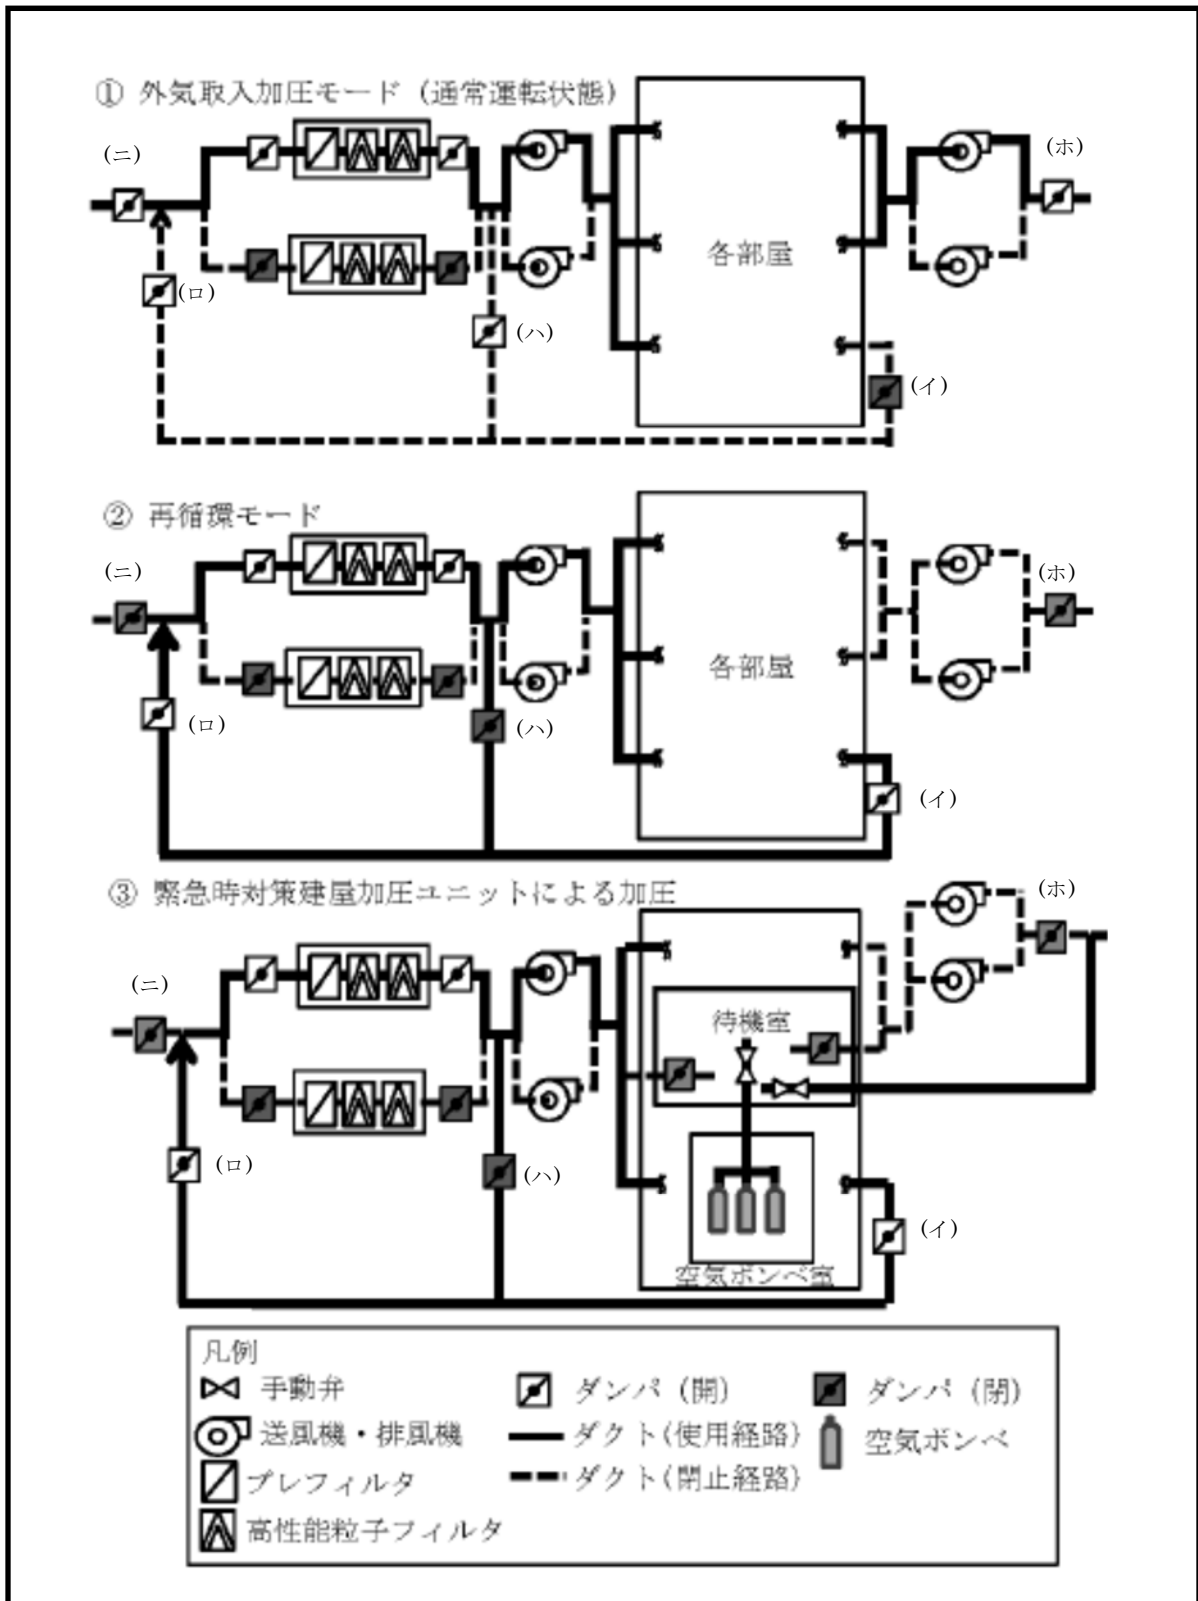 ① 外気取入加圧モード (通常運転状態)
(ニ)
(ホ)
各部屋
(ロ)
(ハ)
(イ)
② 再循環モード
(ニ)
(ホ)
各部屋
(ロ)
(ハ)
(イ)
③ 緊急時対策建屋加圧ユニットによる加圧
(ホ)
(ニ)
待機室
(ロ)
(ハ)
(イ)
空気ボンベ室
凡例
手動弁
ダンパ (開)
ダンパ (閉)
送風機・排風機
ダクト(使用経路)
空気ボンベ
プレフィルタ
ダクト(閉止経路)
高性能粒子フィルタ